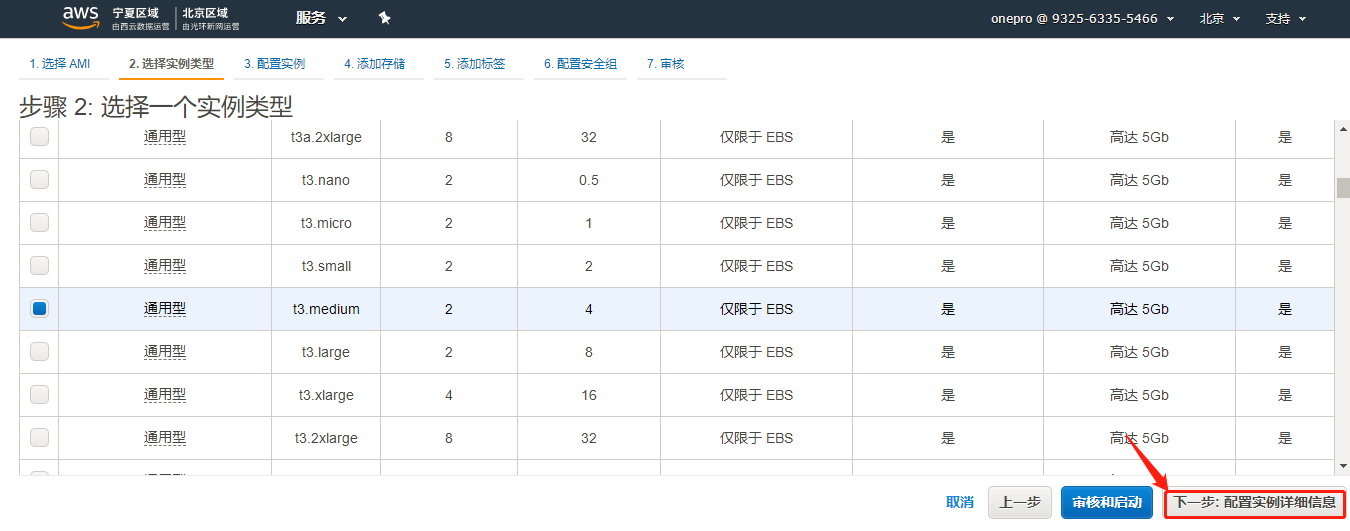 aws 宁夏区域 北京区域 服务 onepro @ 9325-6335-5466 北京 支持
由西云数据运营 由光环新网运营
1. 选择 AMI 2. 选择实例类型 3. 配置实例 4. 添加存储 5. 添加标签 6. 配置安全组 7. 审核
步骤 2: 选择一个实例类型
通用型 t3a.2xlarge 8 32 仅限于 EBS 是 高达 5Gb 是
通用型 t3.nano 2 0.5 仅限于 EBS 是 高达 5Gb 是
通用型 t3.micro 2 1 仅限于 EBS 是 高达 5Gb 是
通用型 t3.small 2 2 仅限于 EBS 是 高达 5Gb 是
通用型 t3.medium 2 4 仅限于 EBS 是 高达 5Gb 是
通用型 t3.large 2 8 仅限于 EBS 是 高达 5Gb 是
通用型 t3.xlarge 4 16 仅限于 EBS 是 高达 5Gb 是
通用型 t3.2xlarge 8 32 仅限于 EBS 是 高达 5Gb 是
取消 上一步 审核和启动 下一步: 配置实例详细信息